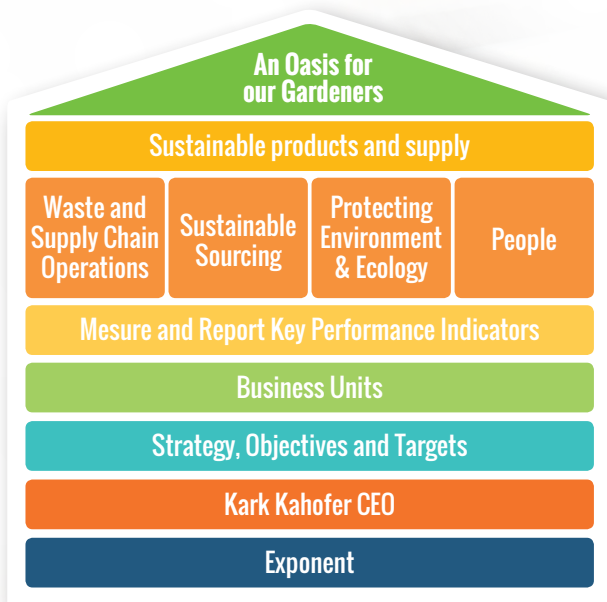 An Oasis for
our Gardeners
Sustainable products and supply
Waste and
Supply Chain
Operations
Sustainable
Sourcing
Protecting
Environment
& Ecology
People
Mesure and Report Key Performance Indicators
Business Units
Strategy, Objectives and Targets
Kark Kahofer CEO
Exponent